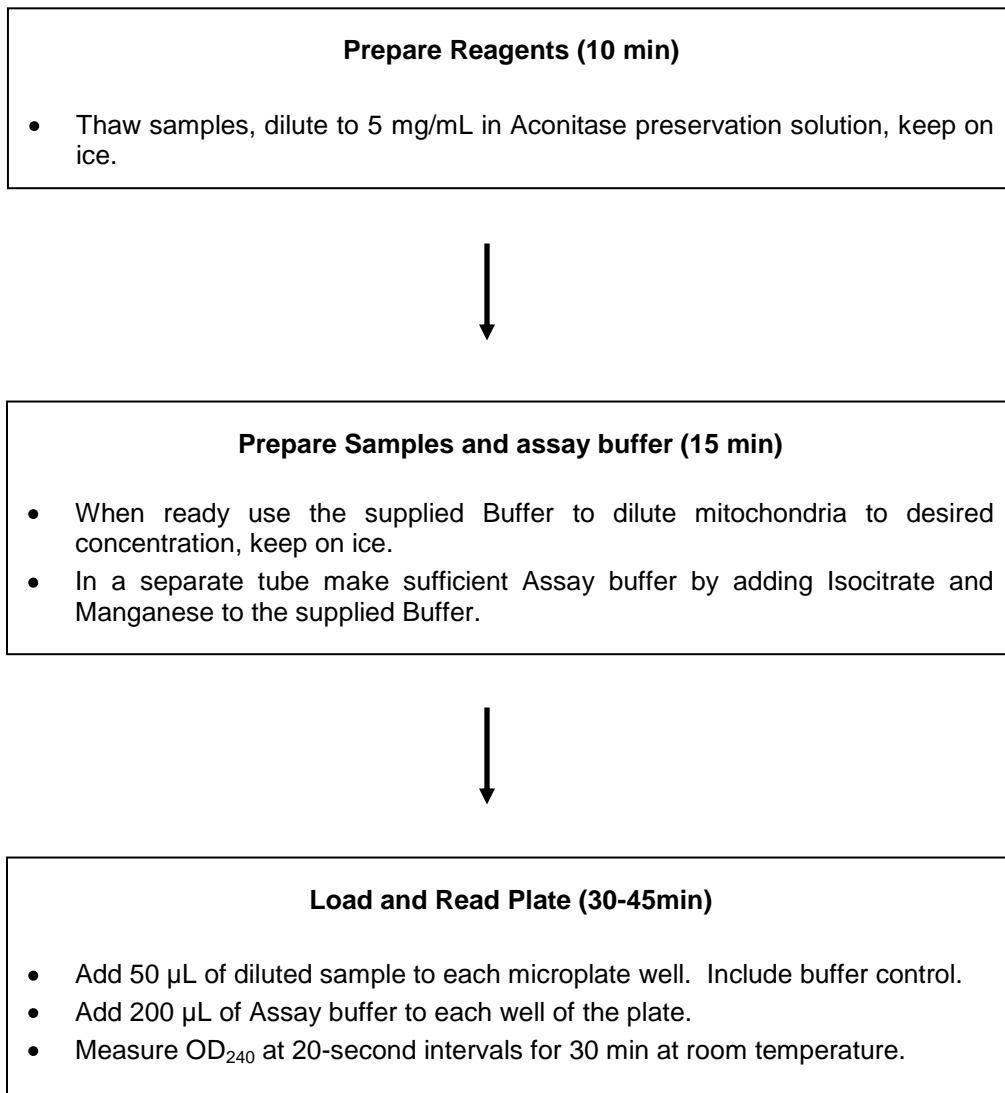 Prepare Reagents (10 min)
• Thaw samples, dilute to 5 mg/mL in Aconitase preservation solution, keep on
ice.
Prepare Samples and assay buffer (15 min)
• When ready use the supplied Buffer to dilute mitochondria to desired
concentration, keep on ice.
• In a separate tube make sufficient Assay buffer by adding Isocitrate and
Manganese to the supplied Buffer.
Load and Read Plate (30-45min)
• Add 50 µL of diluted sample to each microplate well.  Include buffer control.
• Add 200 µL of Assay buffer to each well of the plate.
• Measure OD₂₄₀ at 20-second intervals for 30 min at room temperature.